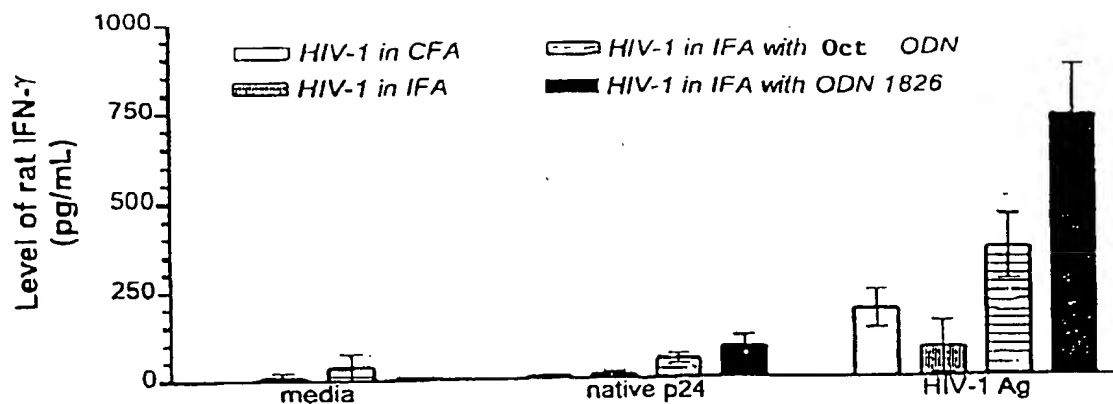 1000
HIV-1 in CFA
HIV-1 in IFA with Oct ODN
HIV-1 in IFA
HIV-1 in IFA with ODN 1826
750
500
250
0
Level of rat IFN-γ
(pg/mL)
media
native p24
HIV-1 Ag